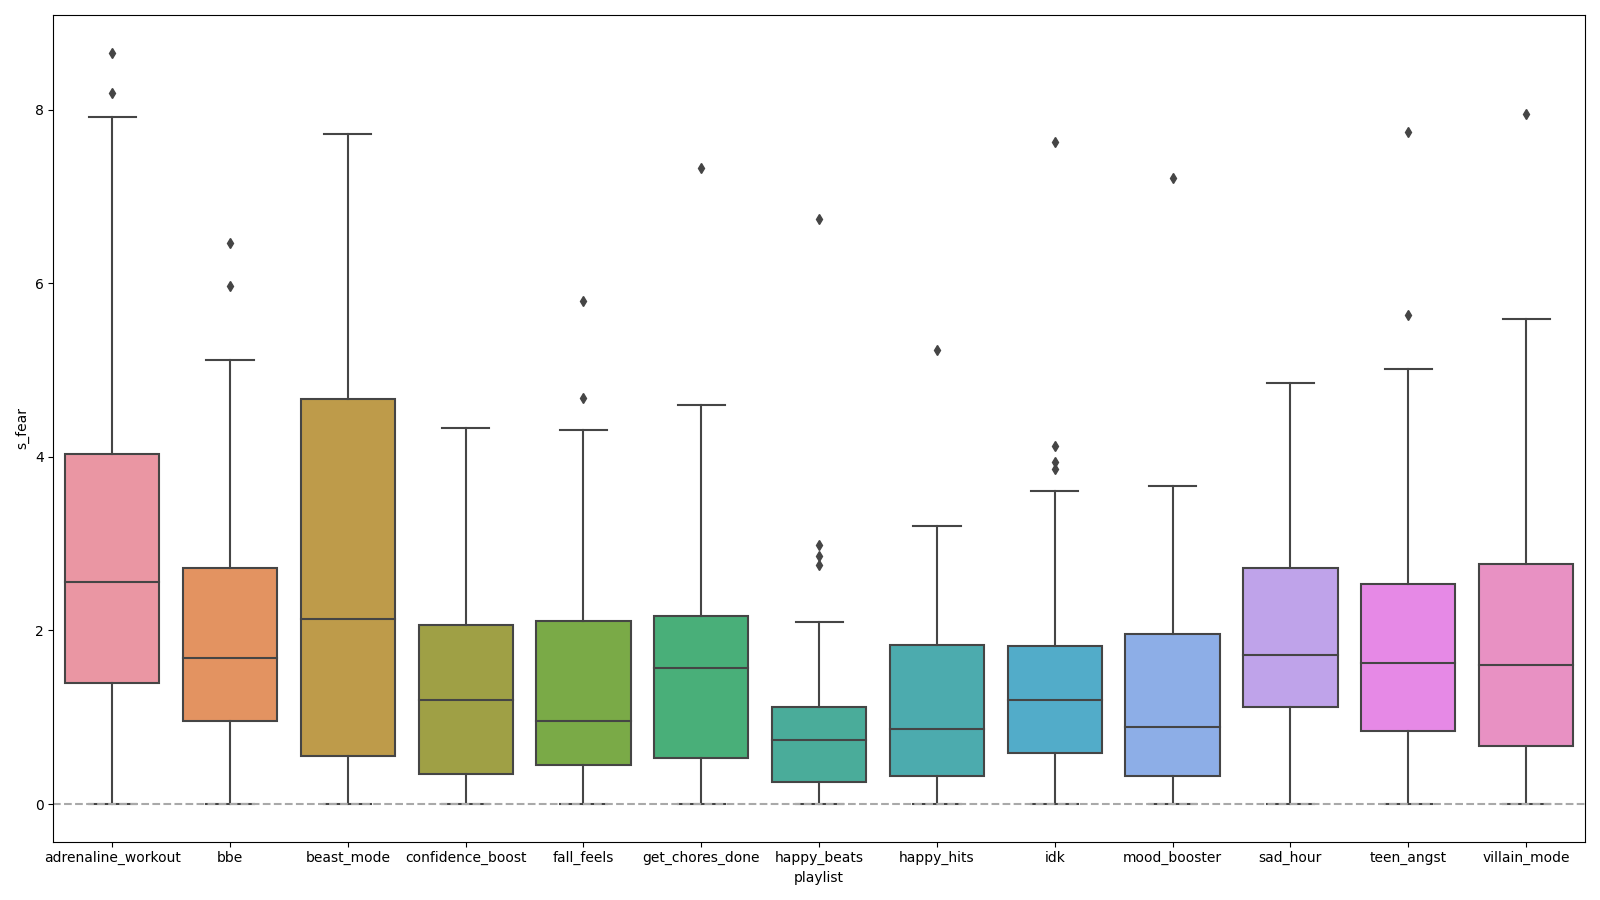 s_fear
8
6
4
2
0
adrenaline_workout bbe beast_mode confidence_boost fall_feels get_chores_done happy_beats happy_hits idk mood_booster sad_hour teen_angst villain_mode
playlist